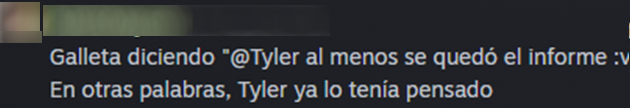 Galleta diciendo "@Tyler al menos se quedó el informe :v
En otras palabras, Tyler ya lo tenía pensado